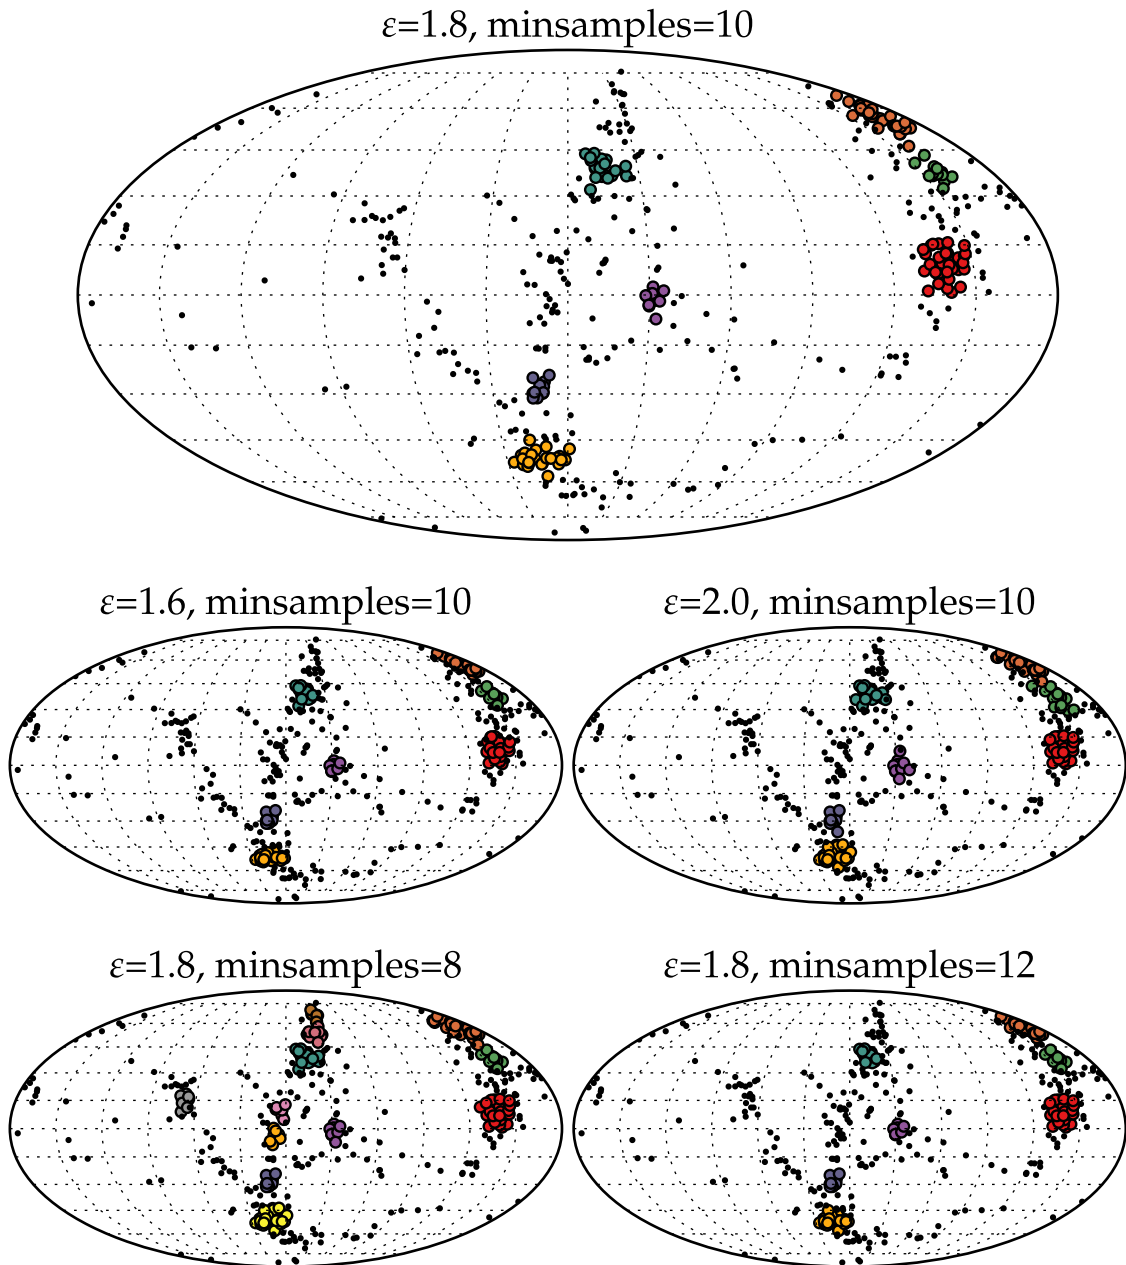 ε=1.8, minsamples=10
ε=1.6, minsamples=10
ε=2.0, minsamples=10
ε=1.8, minsamples=8
ε=1.8, minsamples=12